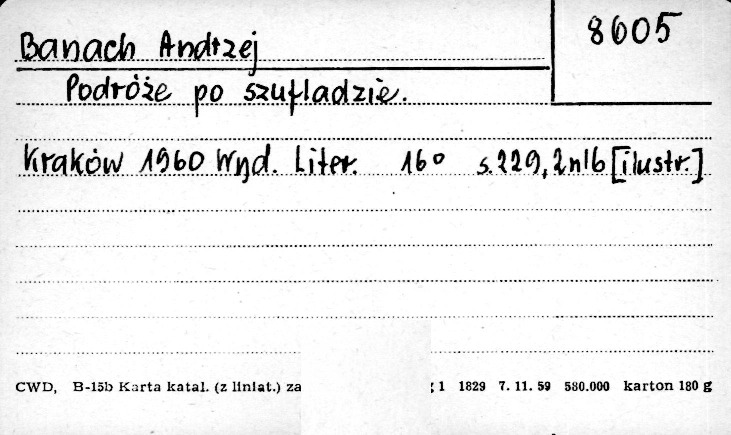 8605
Banach Andrzej
Podróże po szufladzie.
Kraków 1960 Wyd. Liter. 16° s. 229, 2nlb [ilustr.]
CWD, B-15b Karta katal. (z liniat.) za 1 1829 7. 11. 59 580.000 karton 180 g